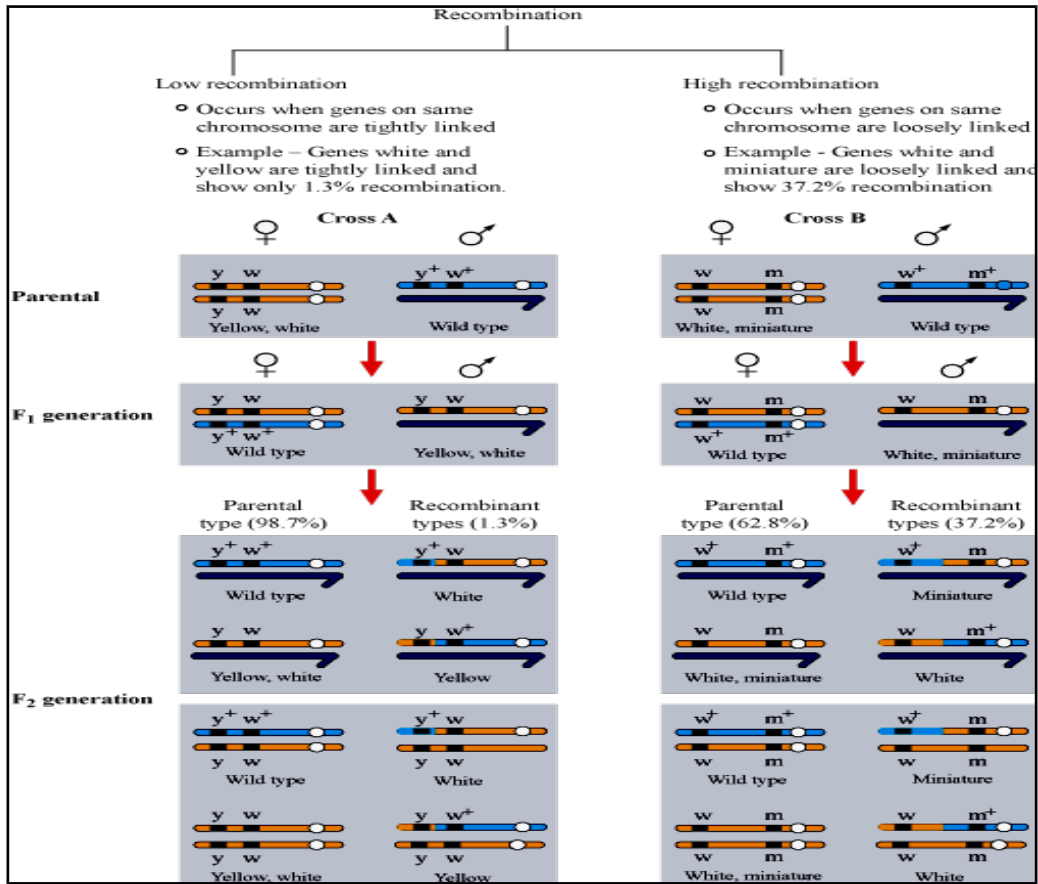 Recombination
Low recombination
Occurs when genes on same
chromosome are tightly linked
Example – Genes white and
yellow are tightly linked and
show only 1.3% recombination.
High recombination
Occurs when genes on same
chromosome are loosely linked
Example - Genes white and
miniature are loosely linked and
show 37.2% recombination
Cross A
♀ ♂
Cross B
♀ ♂
Parental
y w
y w
Yellow, white
y+ w+
Wild type
w m
w m
White, miniature
w+ m+
Wild type
♀ ♂
♀ ♂
F1 generation
y w
y+ w+
Wild type
y w
Yellow, white
w m
w+ m+
Wild type
w m
White, miniature
Parental
type (98.7%)
Recombinant
types (1.3%)
Parental
type (62.8%)
Recombinant
types (37.2%)
F2 generation
y+ w+
Wild type
y+ w
White
w+ m+
Wild type
w+ m
Miniature
y w
Yellow, white
y w+
Yellow
w m
White, miniature
w m+
White
y+ w+
y w
Wild type
y+ w
y w
White
w+ m+
w m
Wild type
w+ m
w m
Miniature
y w
y w
Yellow, white
y w+
y w
Yellow
w m
w m
White, miniature
w m+
w m
White